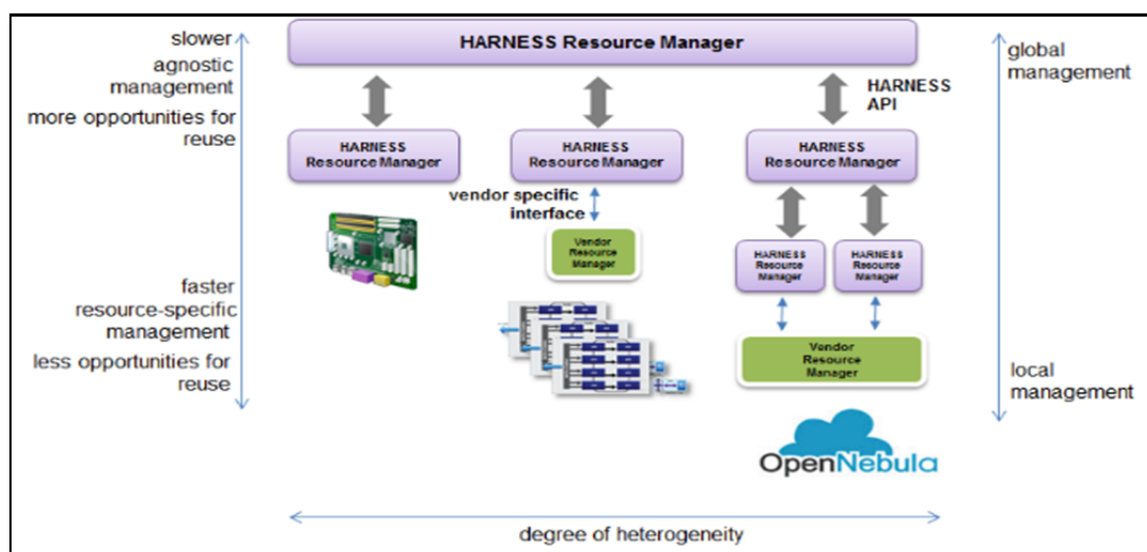 slower
agnostic
management
more opportunities for
reuse
HARNESS Resource Manager
global
management
HARNESS
API
HARNESS
Resource Manager
HARNESS
Resource Manager
HARNESS
Resource Manager
vendor specific
interface
Vendor
Resource
Manager
HARNESS
Resource
Manager
HARNESS
Resource
Manager
faster
resource-specific
management
less opportunities for
reuse
Vendor
Resource
Manager
local
management
OpenNebula
degree of heterogeneity